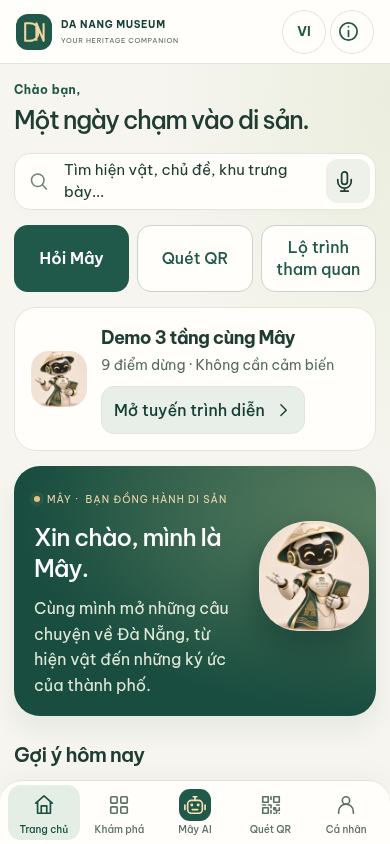 DA NANG MUSEUM
YOUR HERITAGE COMPANION
VI
Chào bạn,
Một ngày chạm vào di sản.
Tìm hiện vật, chủ đề, khu trưng
bày...
Hỏi Mây
Quét QR
Lộ trình
tham quan
Demo 3 tầng cùng Mây
9 điểm dừng · Không cần cảm biến
Mở tuyến trình diễn
MÂY · BẠN ĐỒNG HÀNH DI SẢN
Xin chào, mình là
Mây.
Cùng mình mở những câu
chuyện về Đà Nẵng, từ
hiện vật đến những ký ức
của thành phố.
Gợi ý hôm nay
Trang chủ
Khám phá
Mây AI
Quét QR
Cá nhân